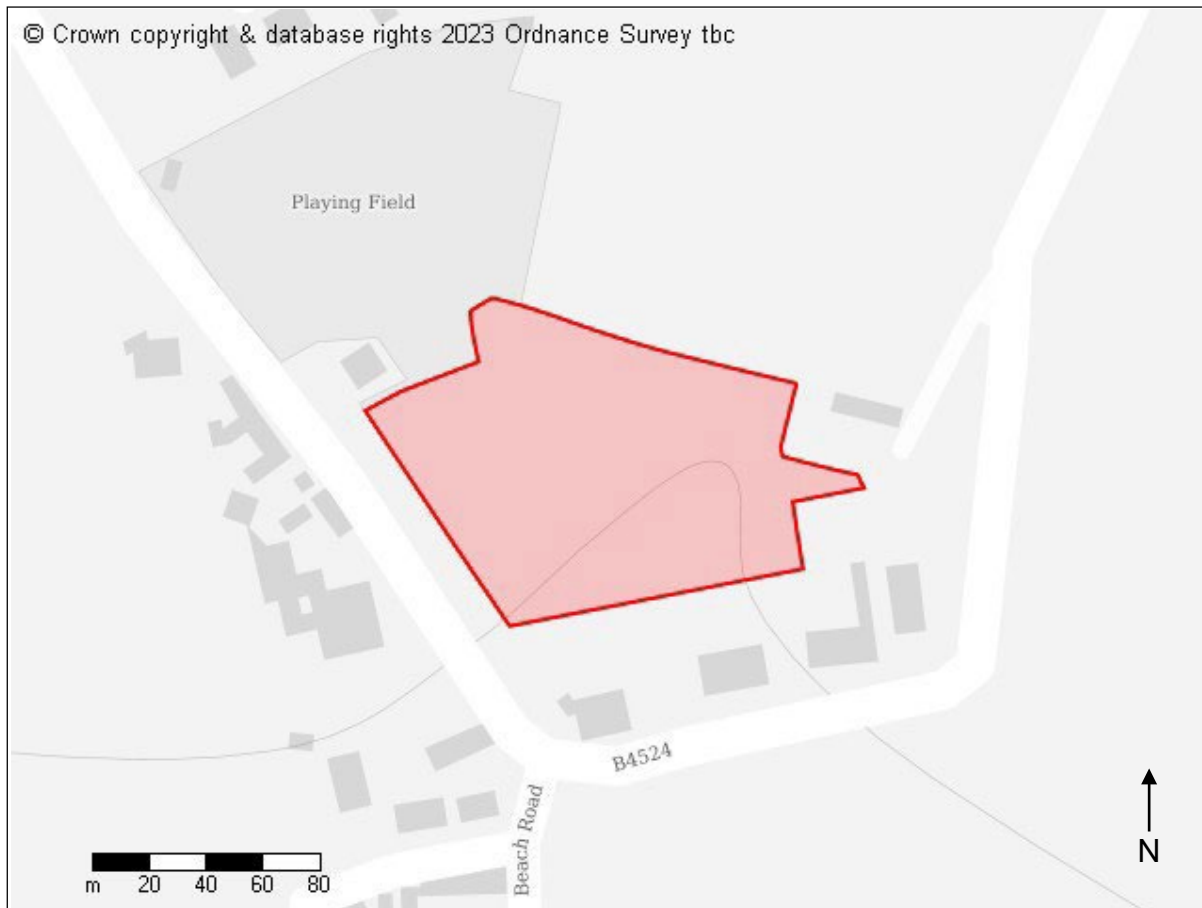 © Crown copyright & database rights 2023 Ordnance Survey tbc
Playing Field
B4524
Beach Road
N
m 20 40 60 80